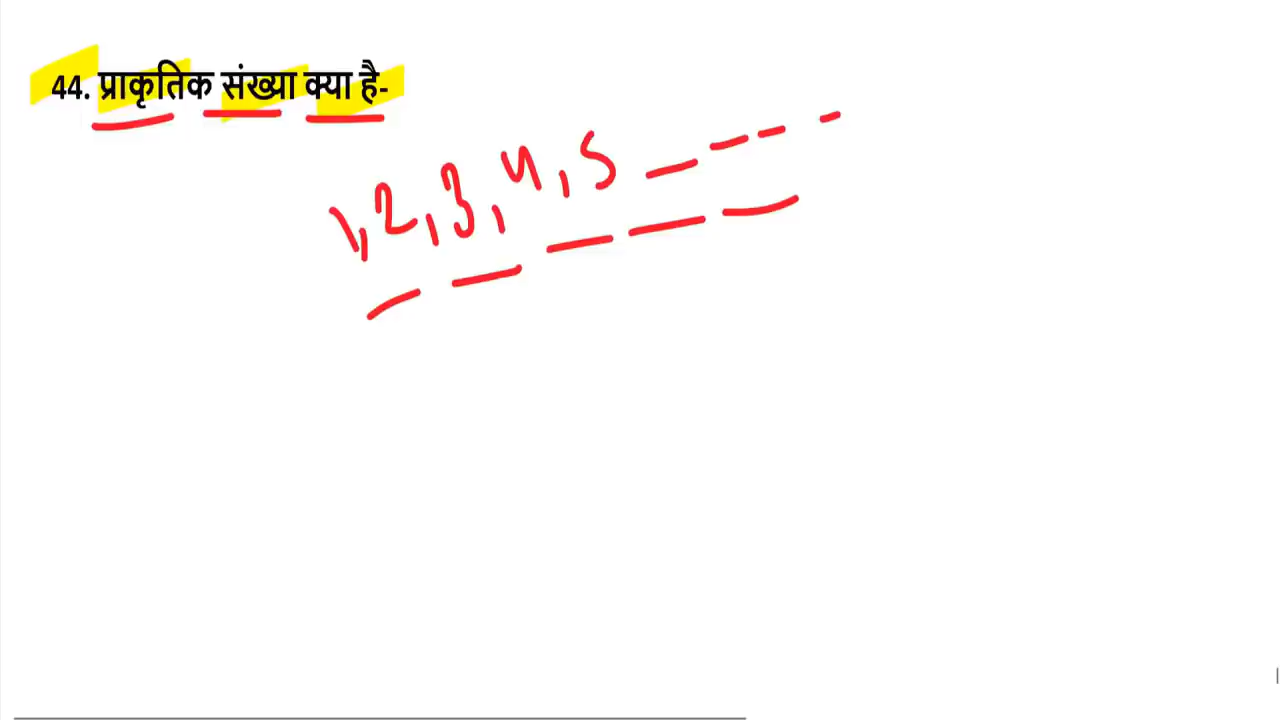 44. प्राकृतिक संख्या क्या है-
1,2,3,4,5 - - - -